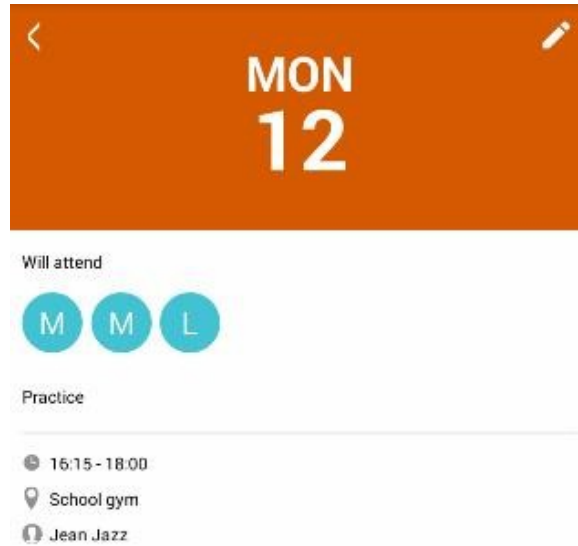 MON
12
Will attend
M M L
Practice
16:15 - 18:00
School gym
Jean Jazz